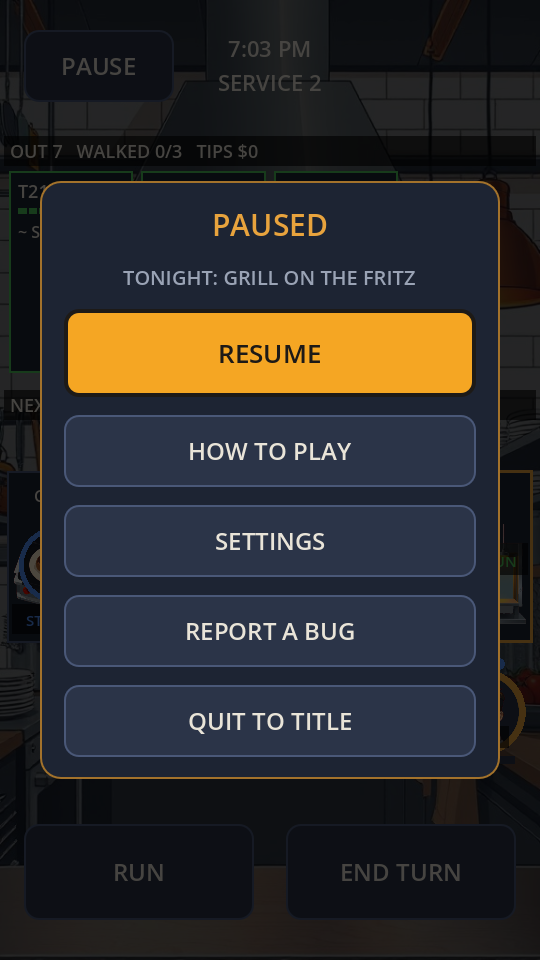 PAUSE
7:03 PM
SERVICE 2
OUT 7 WALKED 0/3 TIPS $0
PAUSED
TONIGHT: GRILL ON THE FRITZ
RESUME
HOW TO PLAY
SETTINGS
REPORT A BUG
QUIT TO TITLE
RUN
END TURN